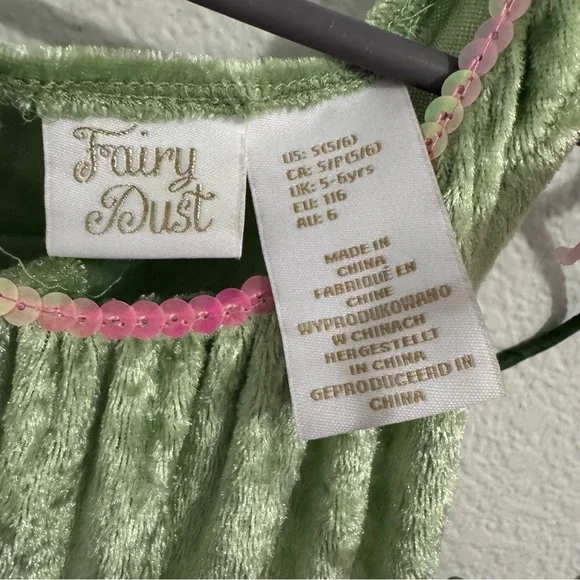 Fairy
Dust
US: S(5/6)
CA: S/P(5/6)
UK: 5-6yrs
EU: 116
AU: 6
MADE IN
CHINA
FABRIQUÉ EN
CHINE
WYPRODUKOWANO
W CHINACH
HERGESTELLT
IN CHINA
GEPRODUCEERD IN
CHINA